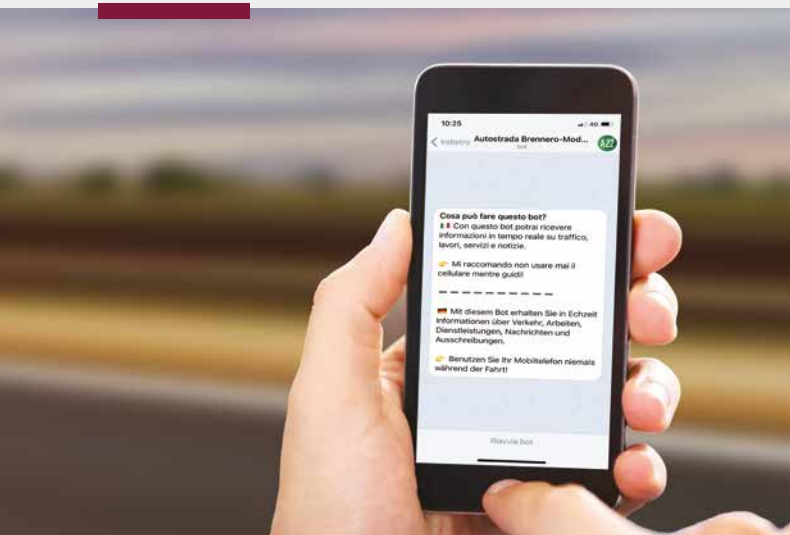 10:25
4G
Indietro Autostrada Brennero-Mod...
bot
A22
Cosa può fare questo bot?
Con questo bot potrai ricevere
informazioni in tempo reale su traffico,
lavori, servizi e notizie.
Mi raccomando non usare mai il
cellulare mentre guidi!
Mit diesem Bot erhalten Sie in Echzeit
Informationen über Verkehr, Arbeiten,
Dienstleistungen, Nachrichten und
Ausschreibungen.
Benutzen Sie Ihr Mobiltelefon niemals
während der Fahrt!
Riavvia bot